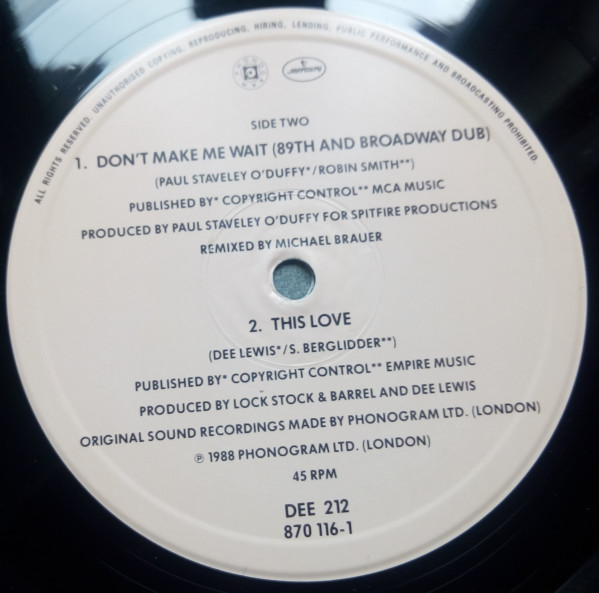 ALL RIGHTS RESERVED. UNAUTHORISED COPYING, REPRODUCING, HIRING, LENDING, PUBLIC PERFORMANCE AND BROADCASTING PROHIBITED.
SIDE TWO
1. DON'T MAKE ME WAIT (89TH AND BROADWAY DUB)
(PAUL STAVELEY O'DUFFY*/ROBIN SMITH**)
PUBLISHED BY* COPYRIGHT CONTROL** MCA MUSIC
PRODUCED BY PAUL STAVELEY O'DUFFY FOR SPITFIRE PRODUCTIONS
REMIXED BY MICHAEL BRAUER
2. THIS LOVE
(DEE LEWIS*/S. BERGLIDDER**)
PUBLISHED BY* COPYRIGHT CONTROL** EMPIRE MUSIC
PRODUCED BY LOCK STOCK & BARREL AND DEE LEWIS
ORIGINAL SOUND RECORDINGS MADE BY PHONOGRAM LTD. (LONDON)
℗ 1988 PHONOGRAM LTD. (LONDON)
45 RPM
DEE 212
870 116-1